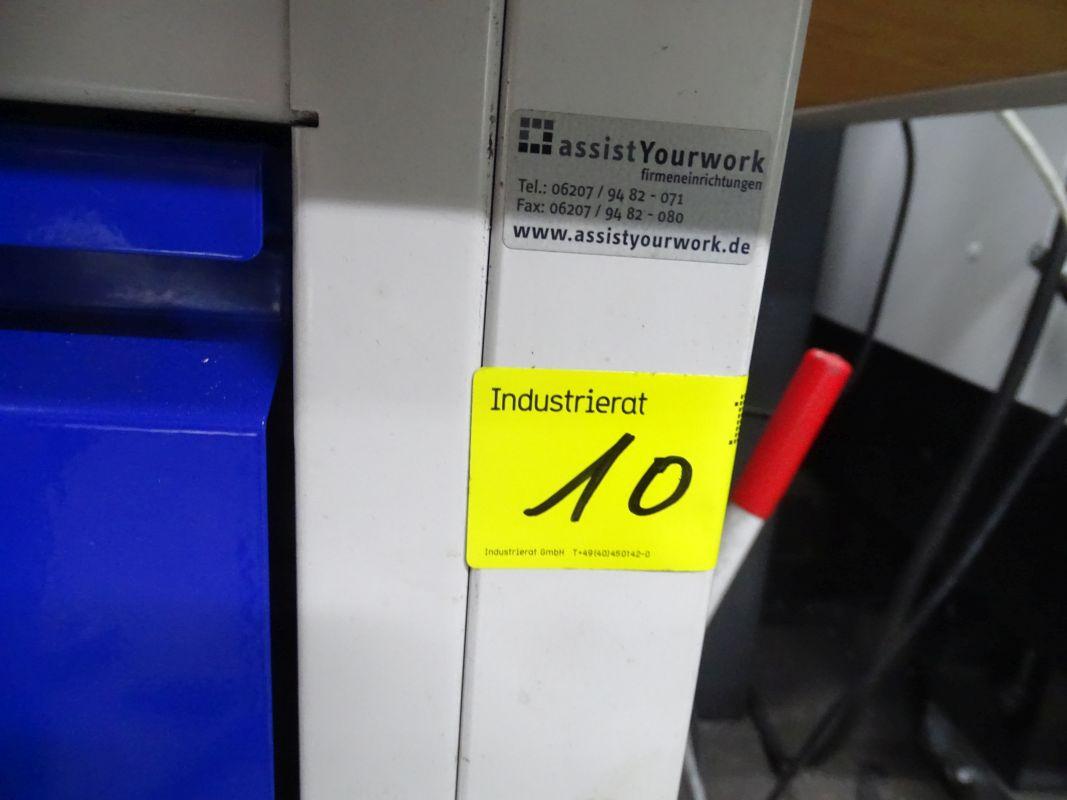 assistYourwork
firmeneinrichtungen
Tel.: 06207 / 94 82 - 071
Fax: 06207 / 94 82 - 080
www.assistyourwork.de
Industrierat
10
Industrierat GmbH T+49(40)450142-0